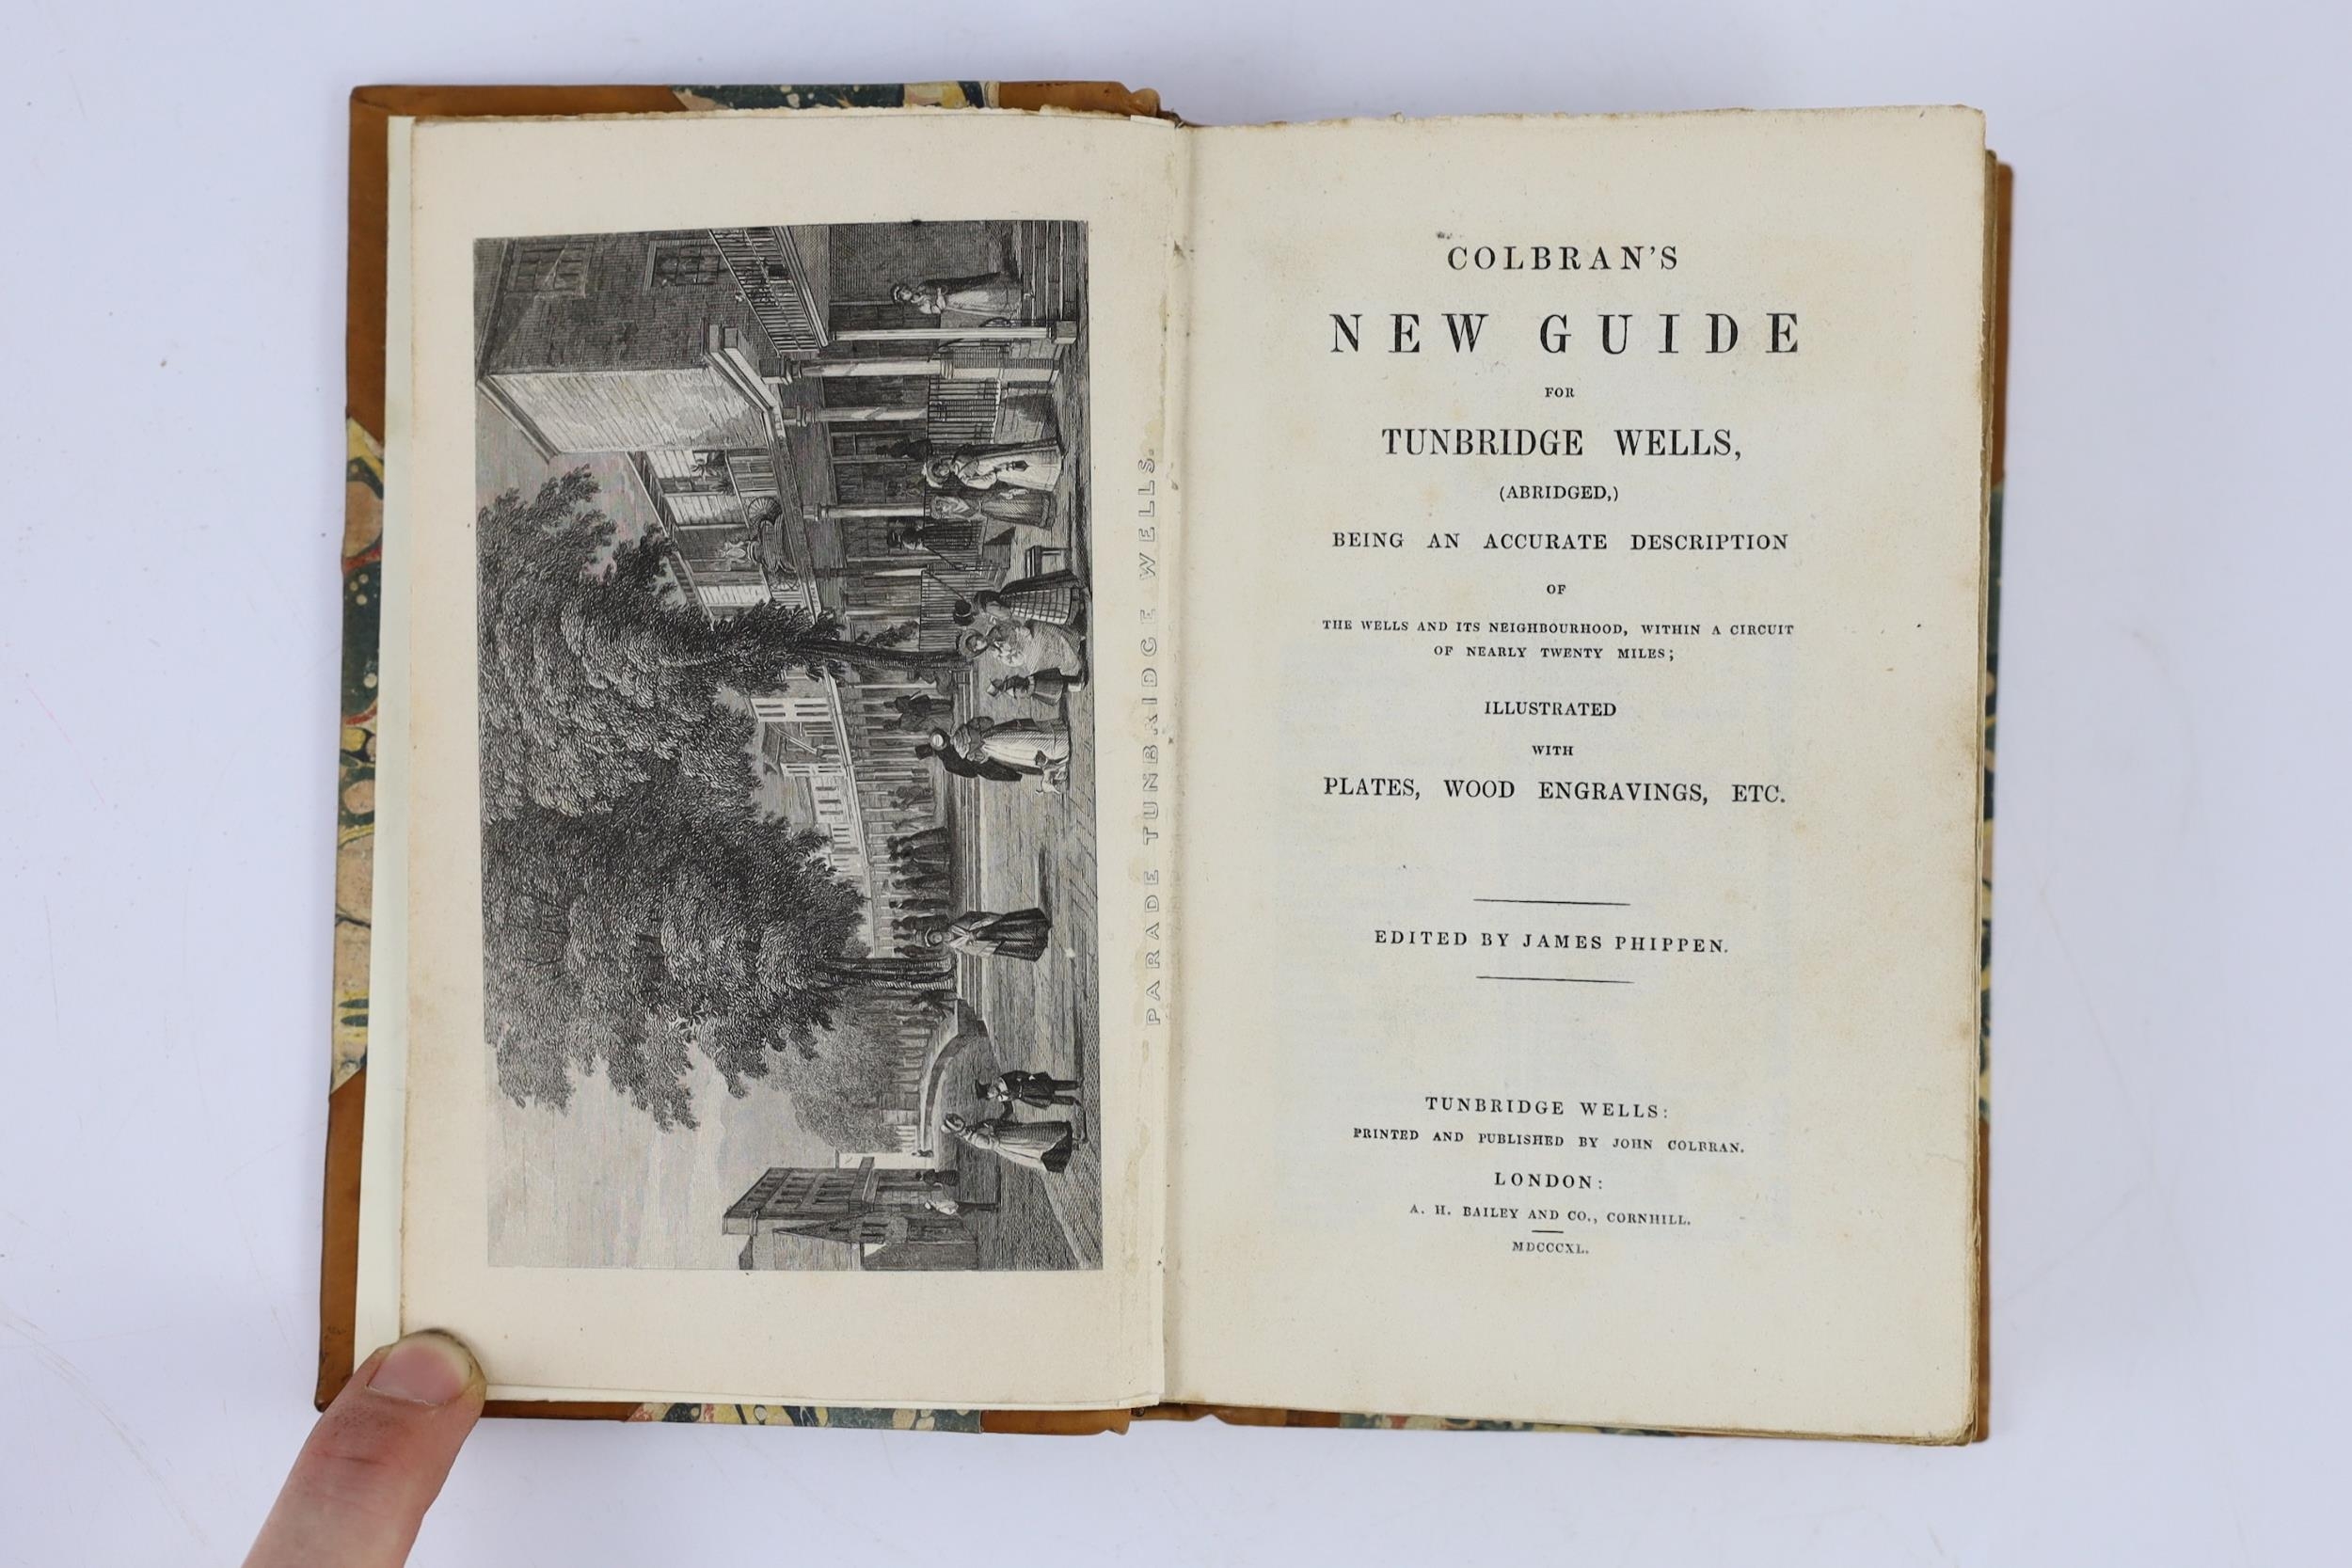 PARADE TUNBRIDGE WELLS.
COLBRAN'S
NEW GUIDE
FOR
TUNBRIDGE WELLS,
(ABRIDGED,)
BEING AN ACCURATE DESCRIPTION
OF
THE WELLS AND ITS NEIGHBOURHOOD, WITHIN A CIRCUIT
OF NEARLY TWENTY MILES;
ILLUSTRATED
WITH
PLATES, WOOD ENGRAVINGS, ETC.
EDITED BY JAMES PHIPPEN.
TUNBRIDGE WELLS:
PRINTED AND PUBLISHED BY JOHN COLBRAN.
LONDON:
A. H. BAILEY AND CO., CORNHILL.
MDCCCXL.